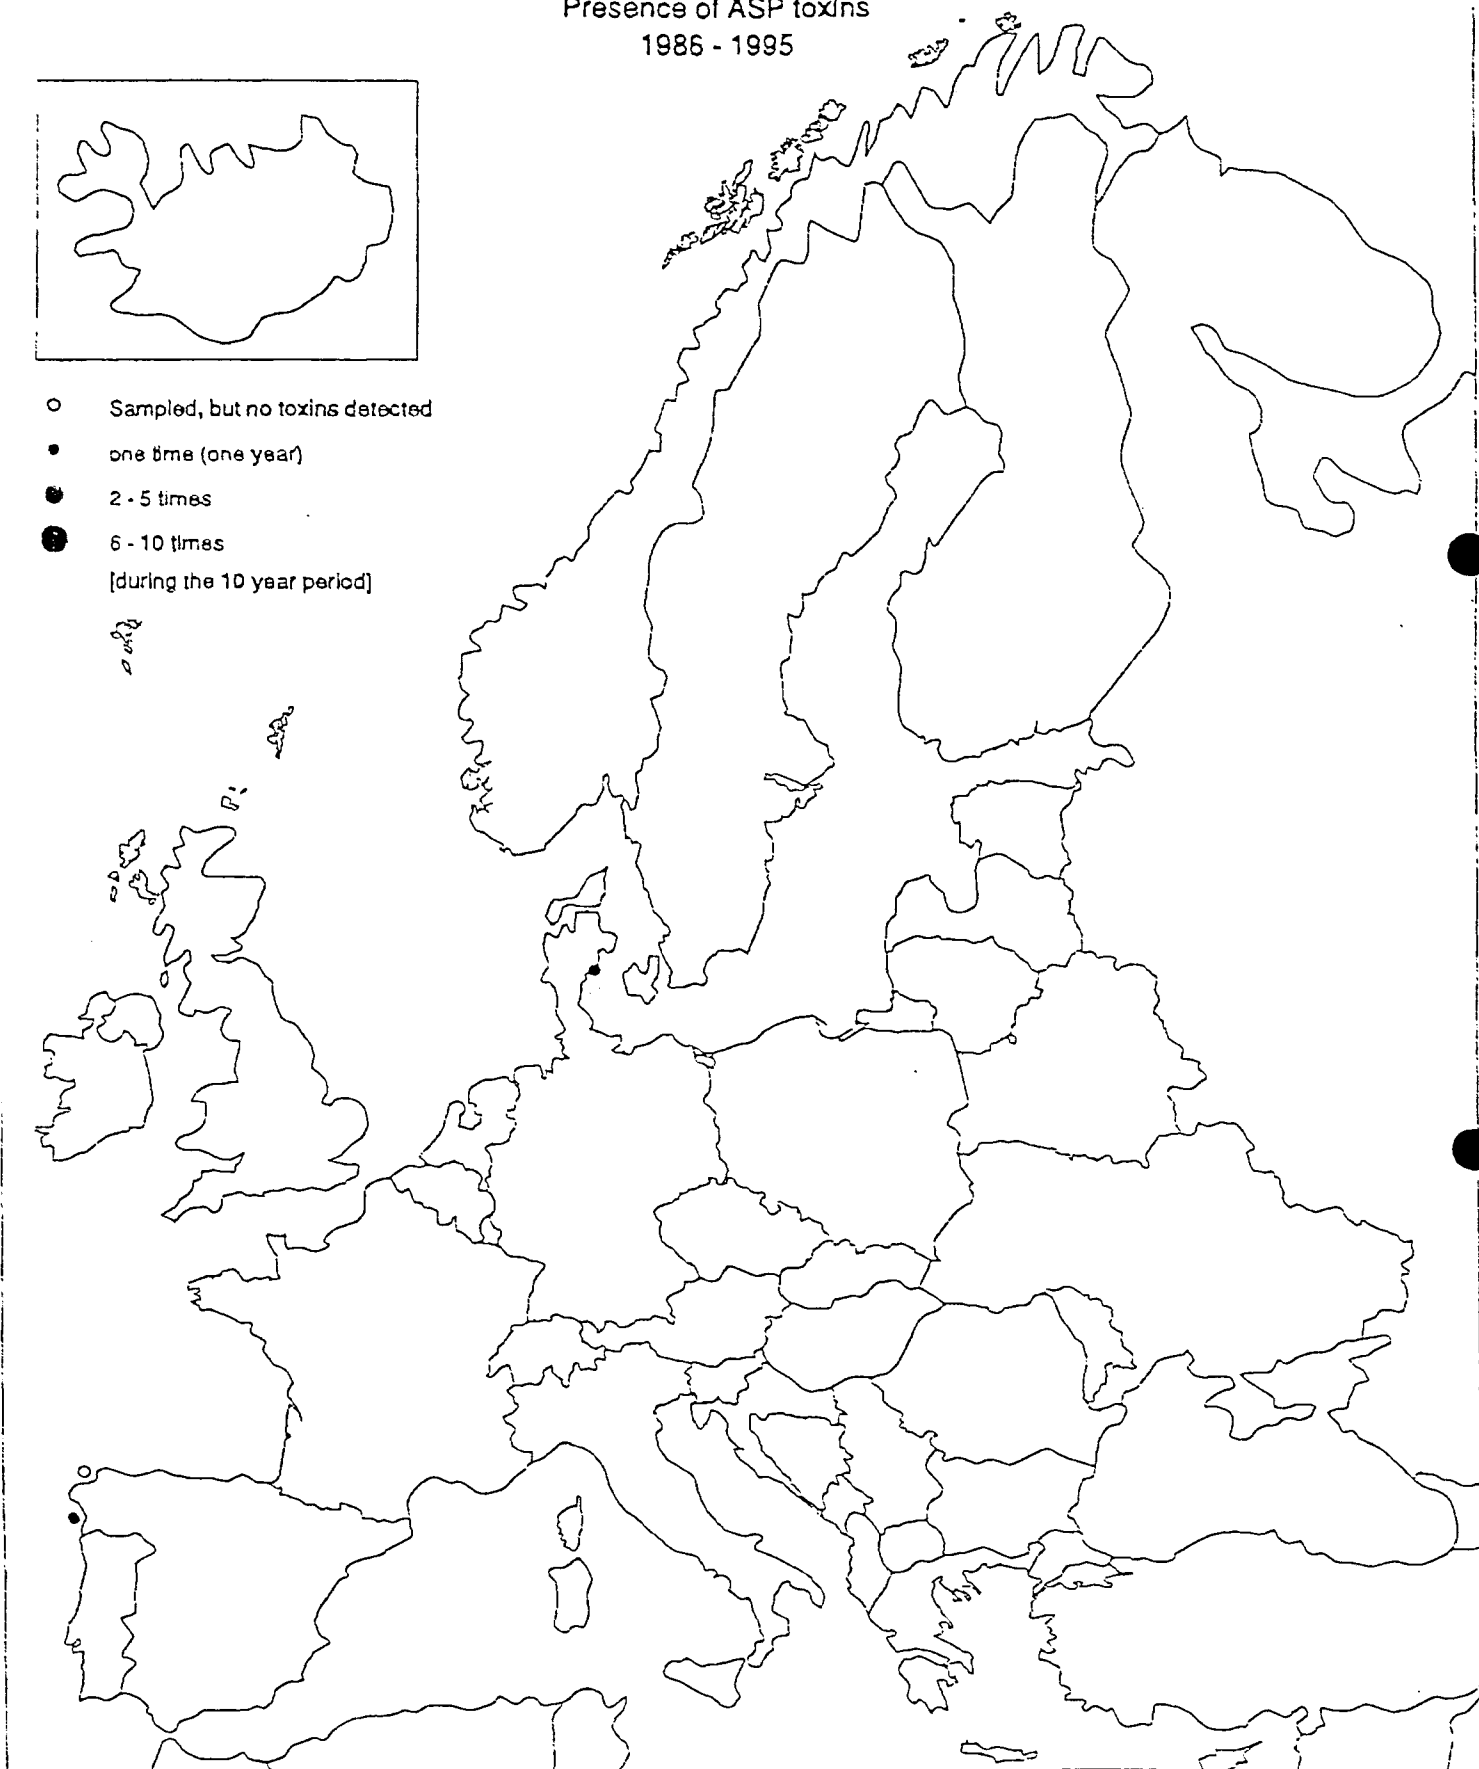 Presence of ASP toxins
1986 - 1995
Sampled, but no toxins detected
one time (one year)
2 - 5 times
6 - 10 times
[during the 10 year period]